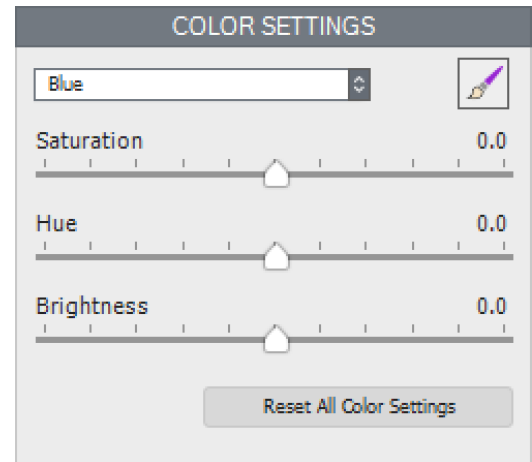 COLOR SETTINGS
Blue
Saturation 0.0
Hue 0.0
Brightness 0.0
Reset All Color Settings